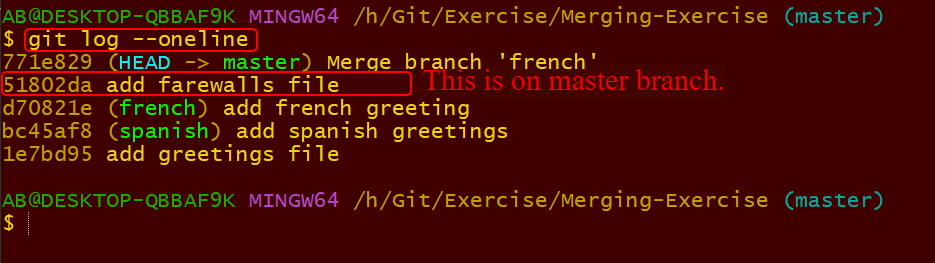 AB@DESKTOP-QBBAF9K MINGW64 /h/Git/Exercise/Merging-Exercise (master)
$ git log --oneline
771e829 (HEAD -> master) Merge branch 'french'
51802da add farewalls file This is on master branch.
d70821e (french) add french greeting
bc45af8 (spanish) add spanish greetings
1e7bd95 add greetings file
AB@DESKTOP-QBBAF9K MINGW64 /h/Git/Exercise/Merging-Exercise (master)
$